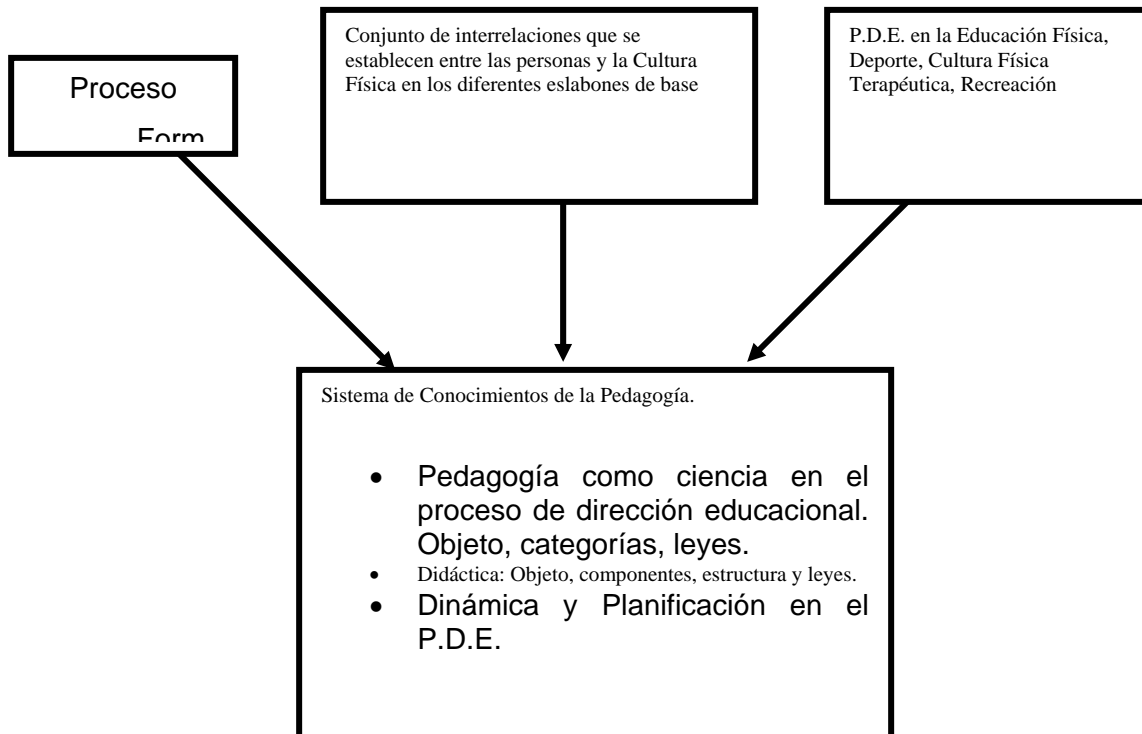 Proceso
Form
Conjunto de interrelaciones que se
establecen entre las personas y la Cultura
Física en los diferentes eslabones de base
P.D.E. en la Educación Física,
Deporte, Cultura Física
Terapéutica, Recreación
Sistema de Conocimientos de la Pedagogía.
• Pedagogía como ciencia en el
proceso de dirección educacional.
Objeto, categorías, leyes.
• Didáctica: Objeto, componentes, estructura y leyes.
• Dinámica y Planificación en el
P.D.E.